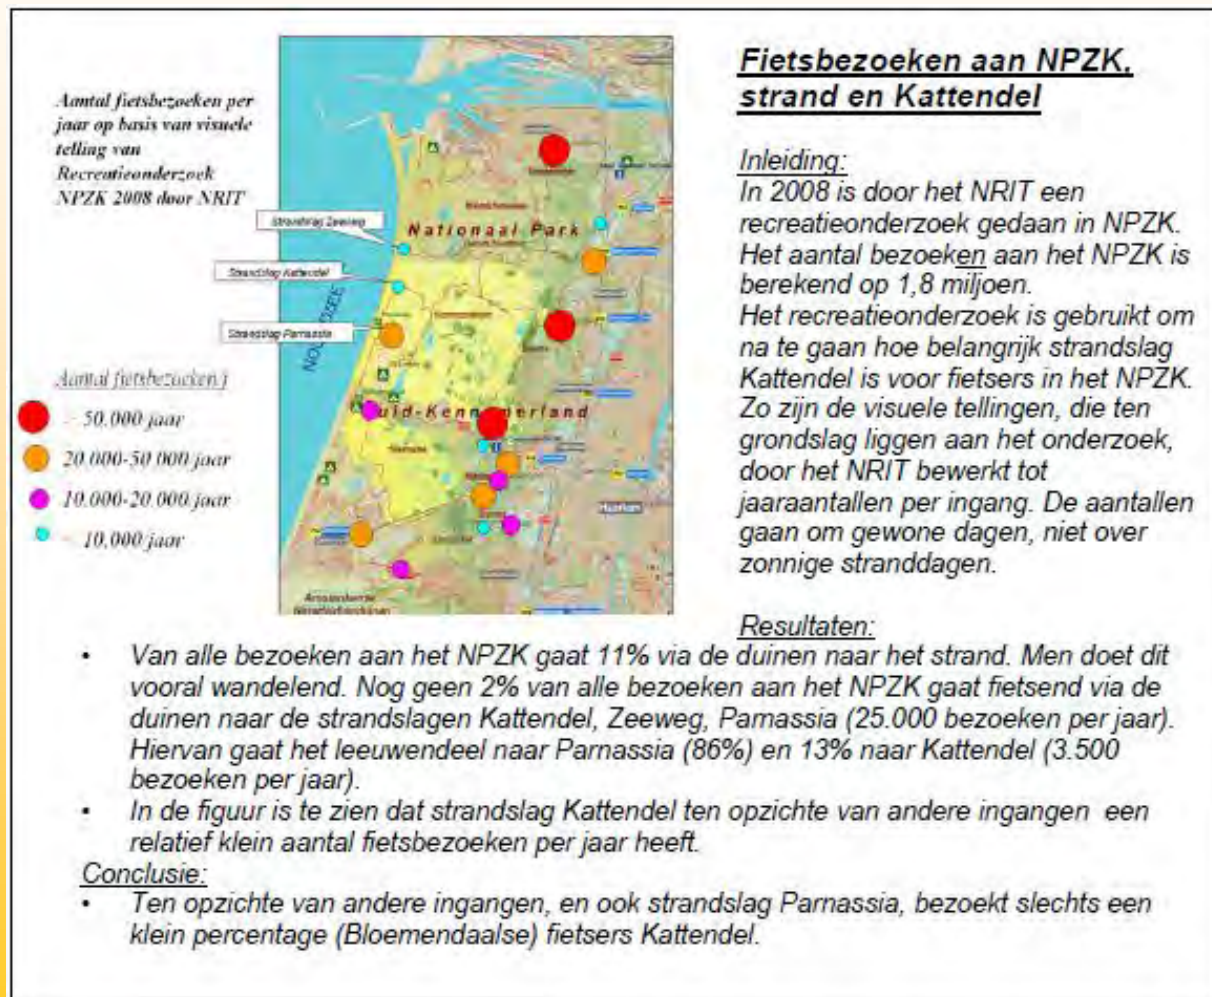 Aantal fietsbezoeken per
jaar op basis van visuele
telling van
Recreatieonderzoek
NPZK 2008 door NRIT
Strandslag Zeeweg
Strandslag Kattendel
Strandslag Parnassia
Nationaal Park
Zuid-Kennemerland
Haarlem
Aantal fietsbezoeken/j
50.000 jaar
20.000-50.000 jaar
10.000-20.000 jaar
10.000 jaar
Fietsbezoeken aan NPZK,
strand en Kattendel
Inleiding:
In 2008 is door het NRIT een
recreatieonderzoek gedaan in NPZK.
Het aantal bezoeken aan het NPZK is
berekend op 1,8 miljoen.
Het recreatieonderzoek is gebruikt om
na te gaan hoe belangrijk strandslag
Kattendel is voor fietsers in het NPZK.
Zo zijn de visuele tellingen, die ten
grondslag liggen aan het onderzoek,
door het NRIT bewerkt tot
jaaraantallen per ingang. De aantallen
gaan om gewone dagen, niet over
zonnige stranddagen.
Resultaten:
• Van alle bezoeken aan het NPZK gaat 11% via de duinen naar het strand. Men doet dit
vooral wandelend. Nog geen 2% van alle bezoeken aan het NPZK gaat fietsend via de
duinen naar de strandslagen Kattendel, Zeeweg, Parnassia (25.000 bezoeken per jaar).
Hiervan gaat het leeuwendeel naar Parnassia (86%) en 13% naar Kattendel (3.500
bezoeken per jaar).
• In de figuur is te zien dat strandslag Kattendel ten opzichte van andere ingangen een
relatief klein aantal fietsbezoeken per jaar heeft.
Conclusie:
• Ten opzichte van andere ingangen, en ook strandslag Parnassia, bezoekt slechts een
klein percentage (Bloemendaalse) fietsers Kattendel.